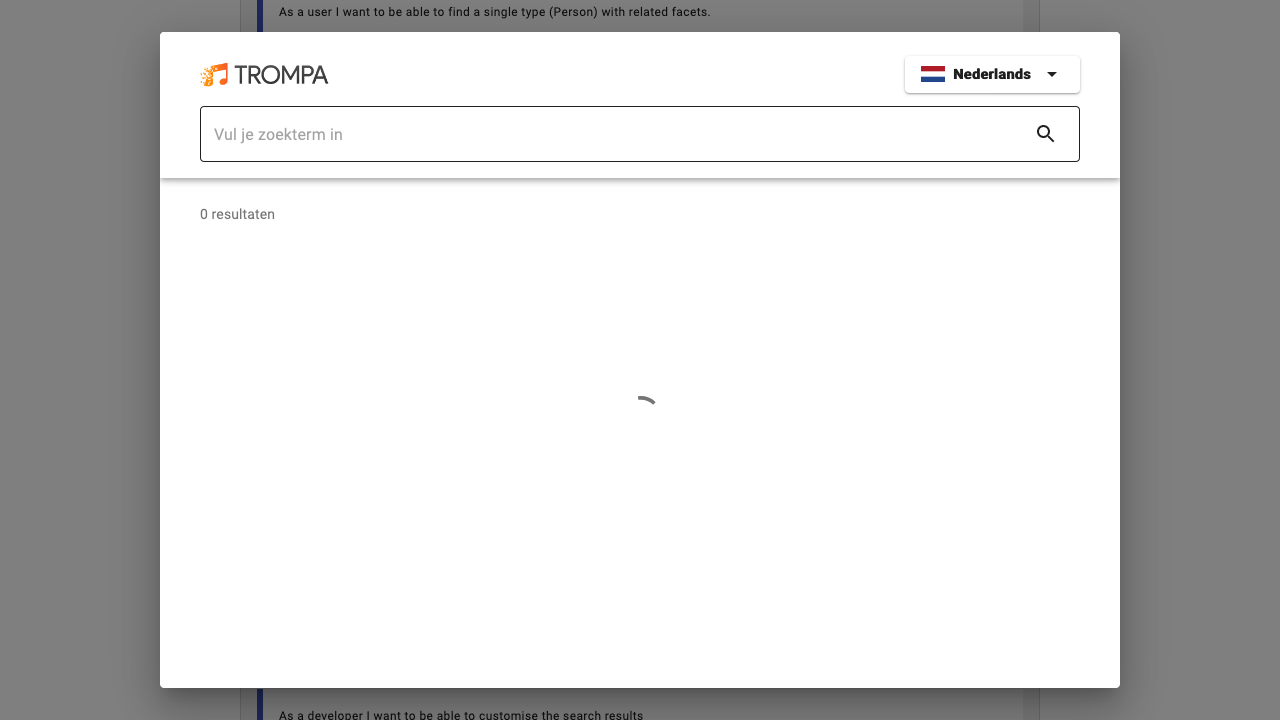 As a user I want to be able to find a single type (Person) with related facets.
TROMPA
Nederlands
Vul je zoekterm in
0 resultaten
As a developer I want to be able to customise the search results